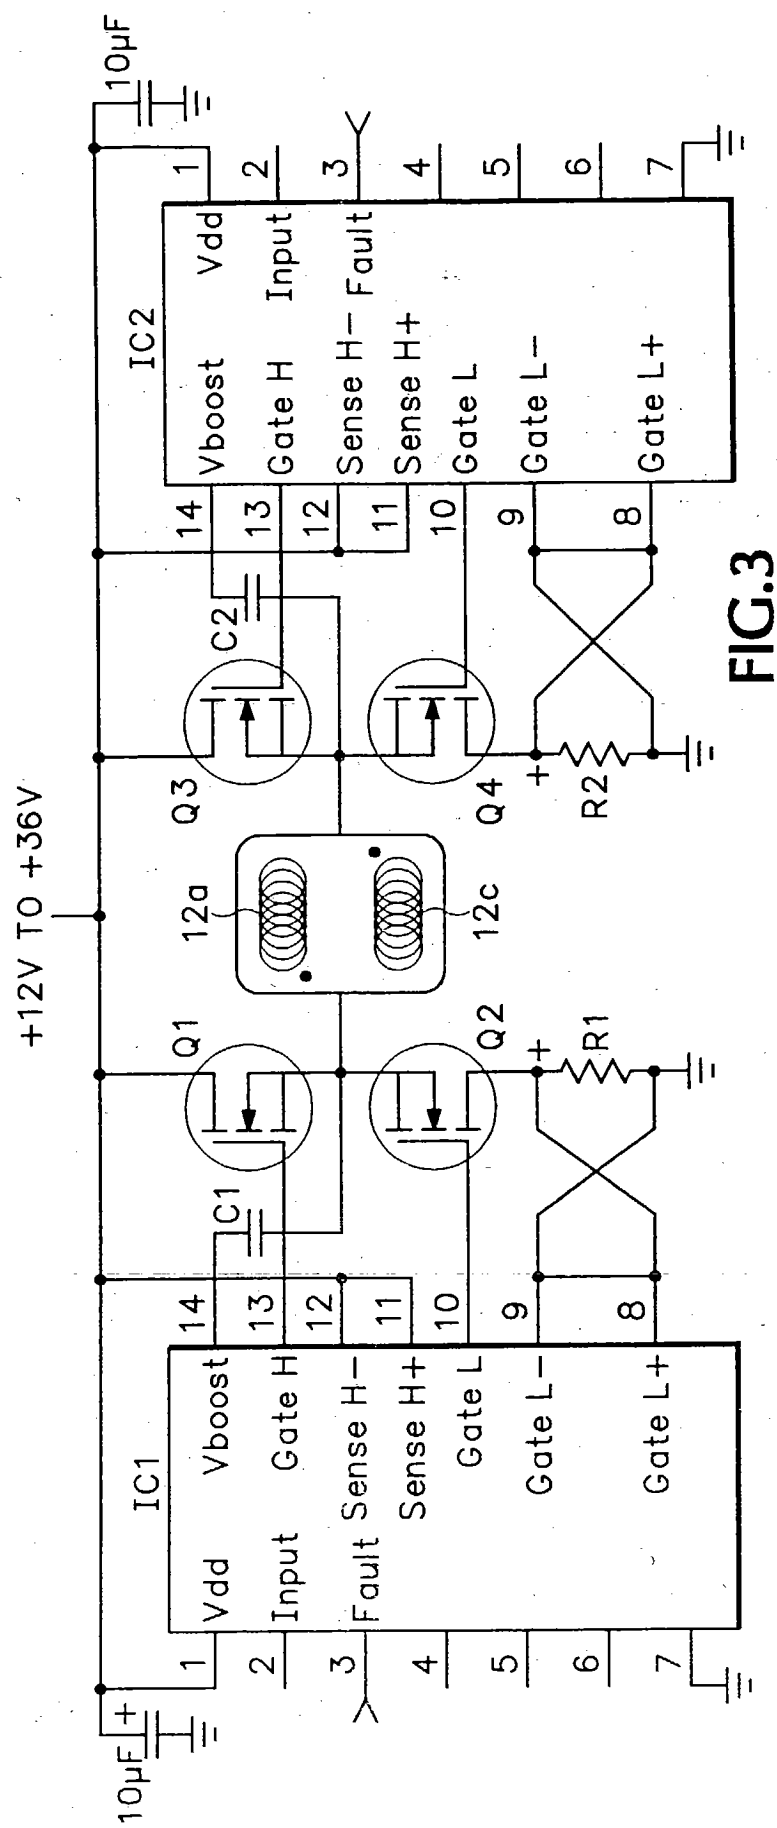 +12V TO +36V
10µF
+
IC1
1
Vdd
Vboost
14
2
Input
Gate H
13
3
Fault
Sense H−
12
Sense H+
11
4
Gate L
10
5
Gate L−
9
6
7
Gate L+
8
C1
Q1
Q2
+
R1
12a
12c
Q3
Q4
+
R2
C2
IC2
14
Vboost
Vdd
1
13
Gate H
Input
2
12
Sense H−
Fault
3
11
Sense H+
10
Gate L
4
9
Gate L−
5
6
8
Gate L+
7
10µF
FIG.3